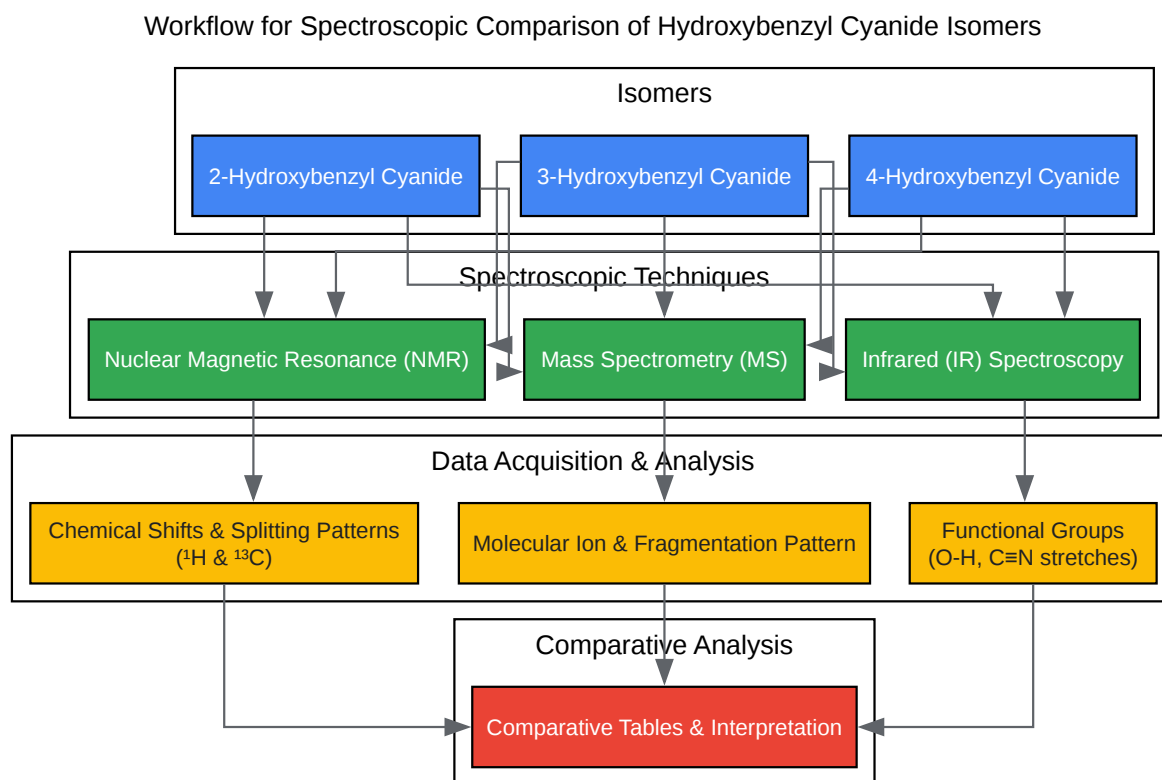 Workflow for Spectroscopic Comparison of Hydroxybenzyl Cyanide Isomers
Isomers
2-Hydroxybenzyl Cyanide
3-Hydroxybenzyl Cyanide
4-Hydroxybenzyl Cyanide
Spectroscopic Techniques
Nuclear Magnetic Resonance (NMR)
Mass Spectrometry (MS)
Infrared (IR) Spectroscopy
Data Acquisition & Analysis
Chemical Shifts & Splitting Patterns
(¹H & ¹³C)
Molecular Ion & Fragmentation Pattern
Functional Groups
(O-H, C≡N stretches)
Comparative Analysis
Comparative Tables & Interpretation